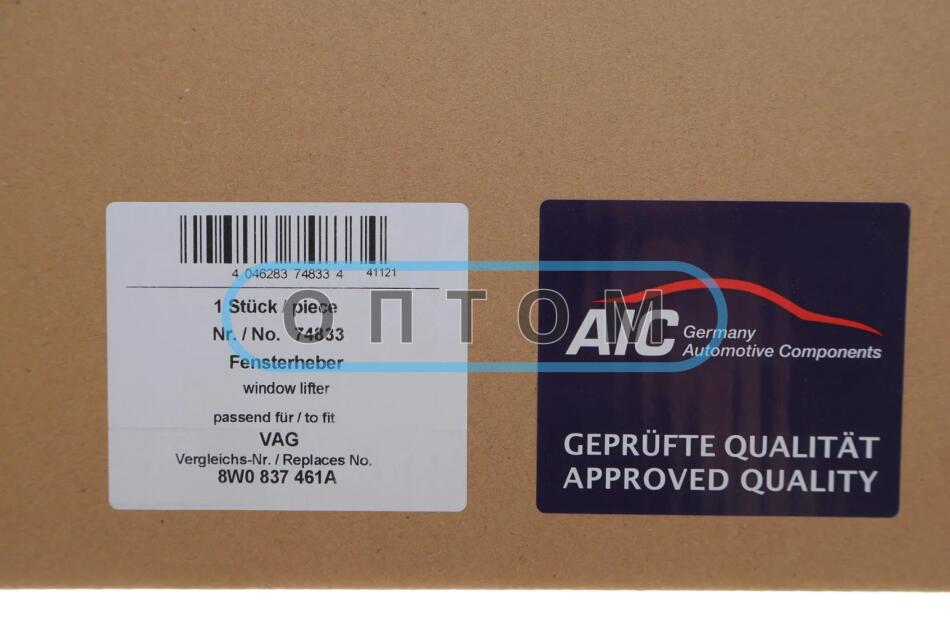 4 046283 74833 4 41121
1 Stück / piece
Nr. / No. 74833
Fensterheber
window lifter
passend für / to fit
VAG
Vergleichs-Nr. / Replaces No.
8W0 837 461A
ОПТОМ
AIC Germany
Automotive Components
GEPRÜFTE QUALITÄT
APPROVED QUALITY